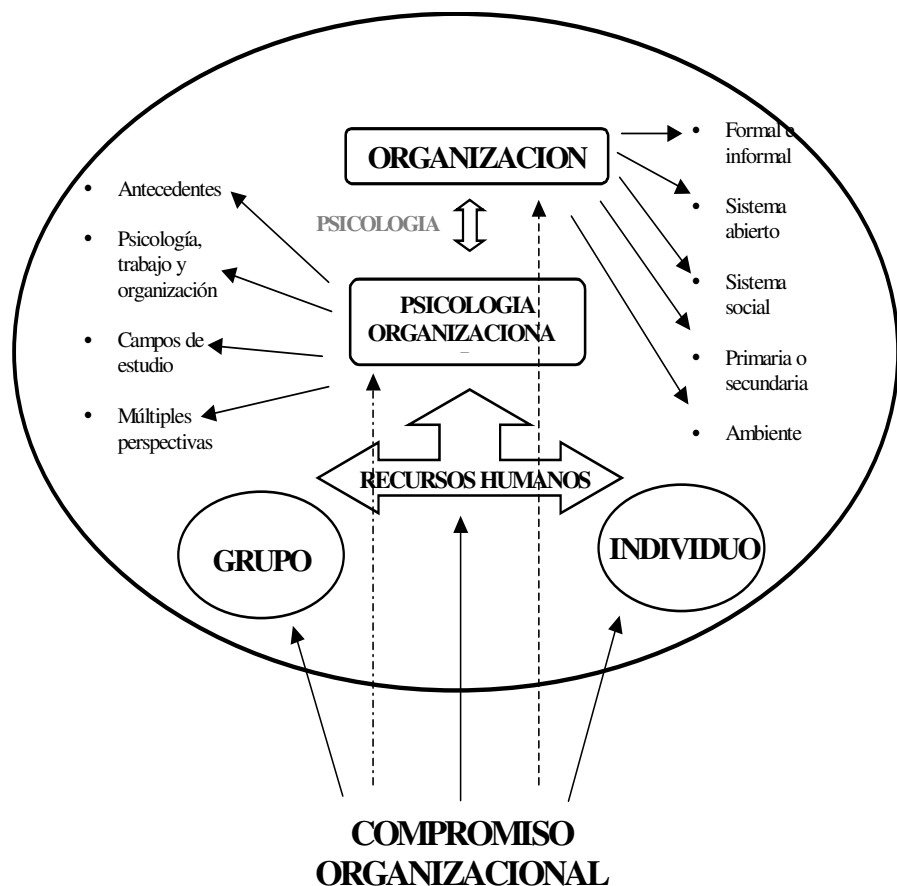 ORGANIZACION
PSICOLOGIA
PSICOLOGIA
ORGANIZACIONA
• Antecedentes
• Psicología,
trabajo y
organización
• Campos de
estudio
• Múltiples
perspectivas
• Formal e
informal
• Sistema
abierto
• Sistema
social
• Primaria o
secundaria
• Ambiente
RECURSOS HUMANOS
GRUPO
INDIVIDUO
COMPROMISO
ORGANIZACIONAL